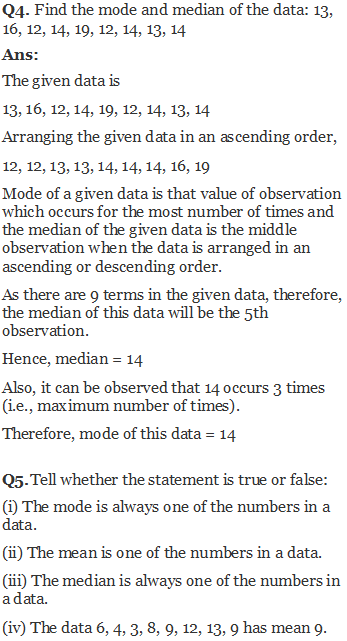 Q4. Find the mode and median of the data: 13,
16, 12, 14, 19, 12, 14, 13, 14
Ans:
The given data is
13, 16, 12, 14, 19, 12, 14, 13, 14
Arranging the given data in an ascending order,
12, 12, 13, 13, 14, 14, 14, 16, 19
Mode of a given data is that value of observation
which occurs for the most number of times and
the median of the given data is the middle
observation when the data is arranged in an
ascending or descending order.
As there are 9 terms in the given data, therefore,
the median of this data will be the 5th
observation.
Hence, median = 14
Also, it can be observed that 14 occurs 3 times
(i.e., maximum number of times).
Therefore, mode of this data = 14
Q5.Tell whether the statement is true or false:
(i) The mode is always one of the numbers in a
data.
(ii) The mean is one of the numbers in a data.
(iii) The median is always one of the numbers in
a data.
(iv) The data 6, 4, 3, 8, 9, 12, 13, 9 has mean 9.